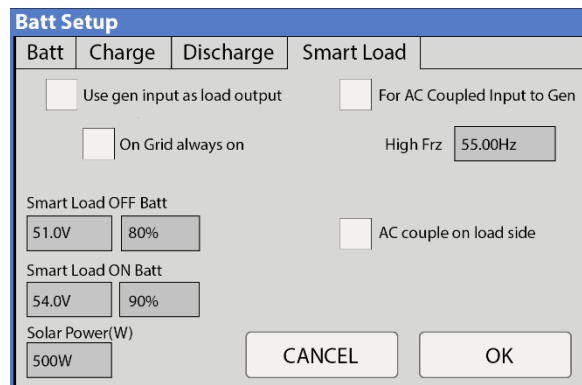 Batt Setup
Batt Charge Discharge Smart Load
Use gen input as load output For AC Coupled Input to Gen
On Grid always on High Frz 55.00Hz
Smart Load OFF Batt
51.0V 80% AC couple on load side
Smart Load ON Batt
54.0V 90%
Solar Power(W)
500W CANCEL OK